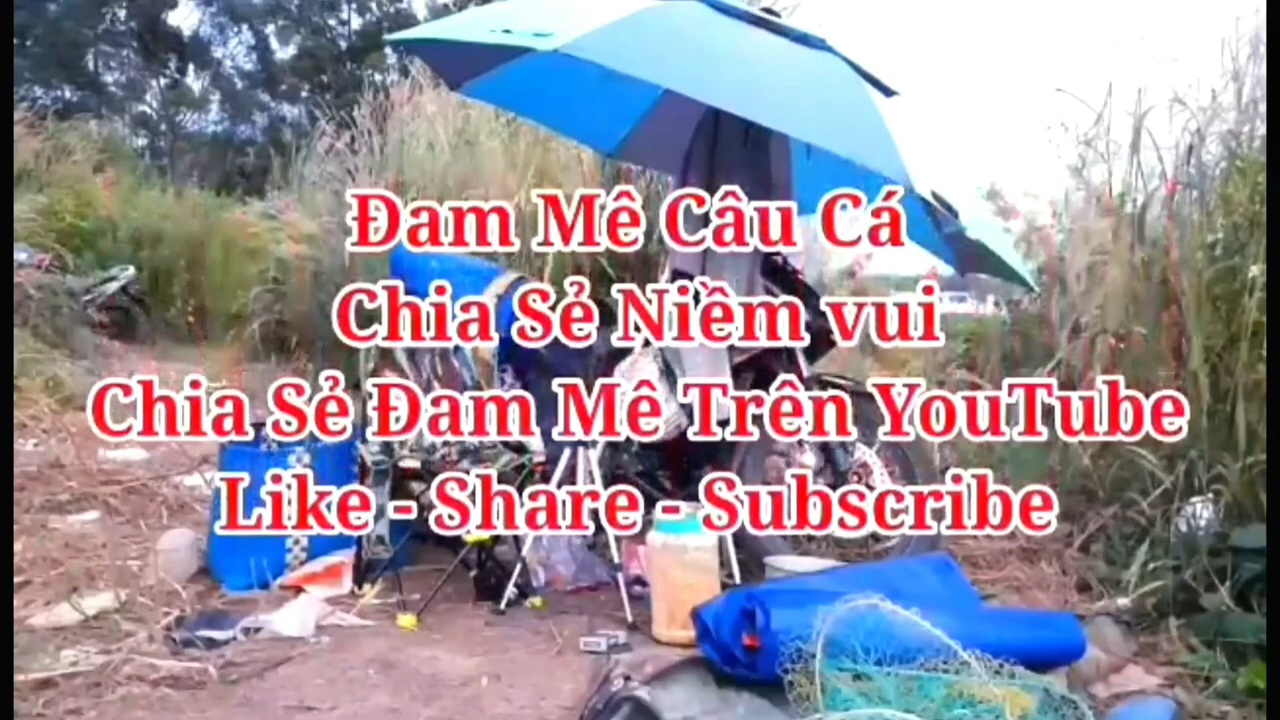 Đam Mê Câu Cá
Chia Sẻ Niềm vui
Chia Sẻ Đam Mê Trên YouTube
Like - Share - Subscribe